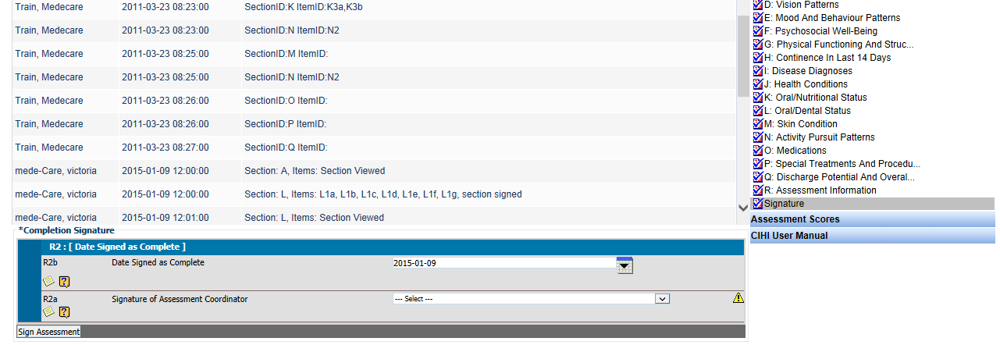 Train, Medecare 2011-03-23 08:23:00 SectionID:K ItemID:K3a,K3b
Train, Medecare 2011-03-23 08:23:00 SectionID:N ItemID:N2
Train, Medecare 2011-03-23 08:25:00 SectionID:M ItemID:
Train, Medecare 2011-03-23 08:25:00 SectionID:N ItemID:N2
Train, Medecare 2011-03-23 08:26:00 SectionID:O ItemID:
Train, Medecare 2011-03-23 08:26:00 SectionID:P ItemID:
Train, Medecare 2011-03-23 08:27:00 SectionID:Q ItemID:
mede-Care, victoria 2015-01-09 12:00:00 Section: A, Items: Section Viewed
mede-Care, victoria 2015-01-09 12:00:00 Section: L, Items: L1a, L1b, L1c, L1d, L1e, L1f, L1g, section signed
mede-Care, victoria 2015-01-09 12:01:00 Section: L, Items: Section Viewed
*Completion Signature
R2 : [ Date Signed as Complete ]
R2b Date Signed as Complete 2015-01-09
?
R2a Signature of Assessment Coordinator --- Select ---
?
Sign Assessment
D: Vision Patterns
E: Mood And Behaviour Patterns
F: Psychosocial Well-Being
G: Physical Functioning And Struc...
H: Continence In Last 14 Days
I: Disease Diagnoses
J: Health Conditions
K: Oral/Nutritional Status
L: Oral/Dental Status
M: Skin Condition
N: Activity Pursuit Patterns
O: Medications
P: Special Treatments And Procedu...
Q: Discharge Potential And Overal...
R: Assessment Information
Signature
Assessment Scores
CIHI User Manual